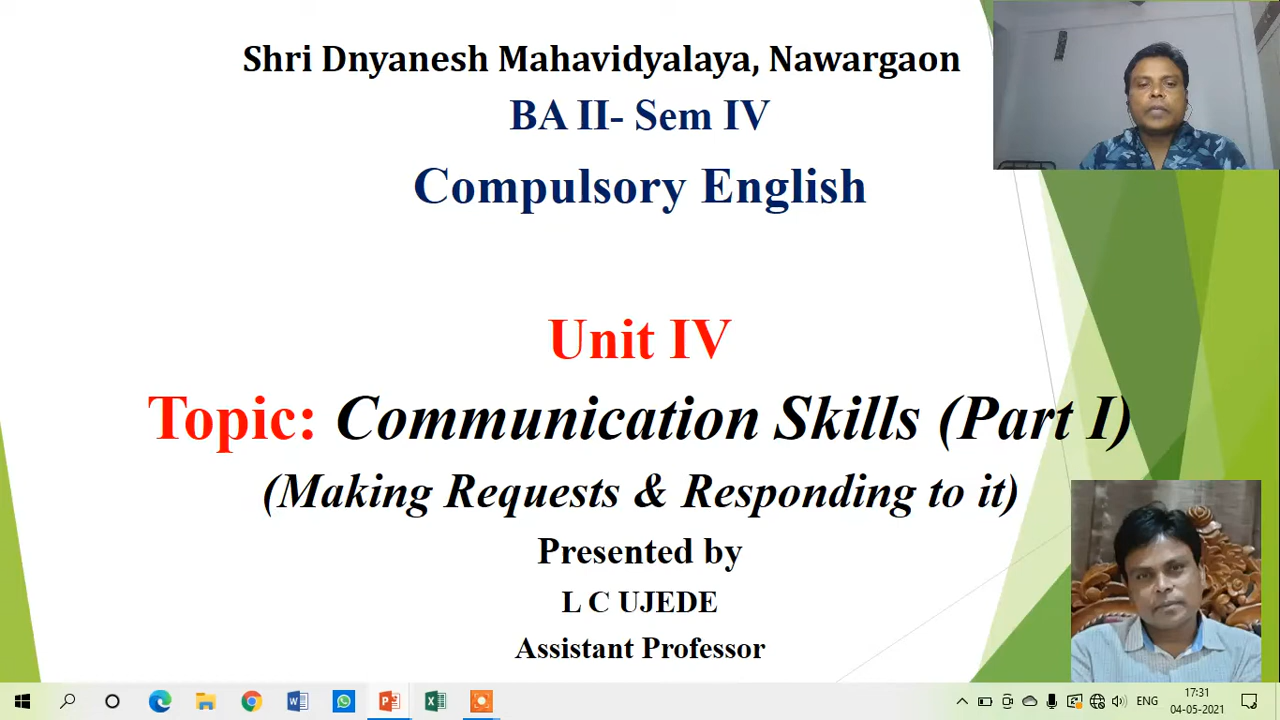 Shri Dnyanesh Mahavidyalaya, Nawargaon
BA II- Sem IV
Compulsory English
Unit IV
Topic: Communication Skills (Part I)
(Making Requests & Responding to it)
Presented by
L C UJEDE
Assistant Professor
ENG
17:31
04-05-2021